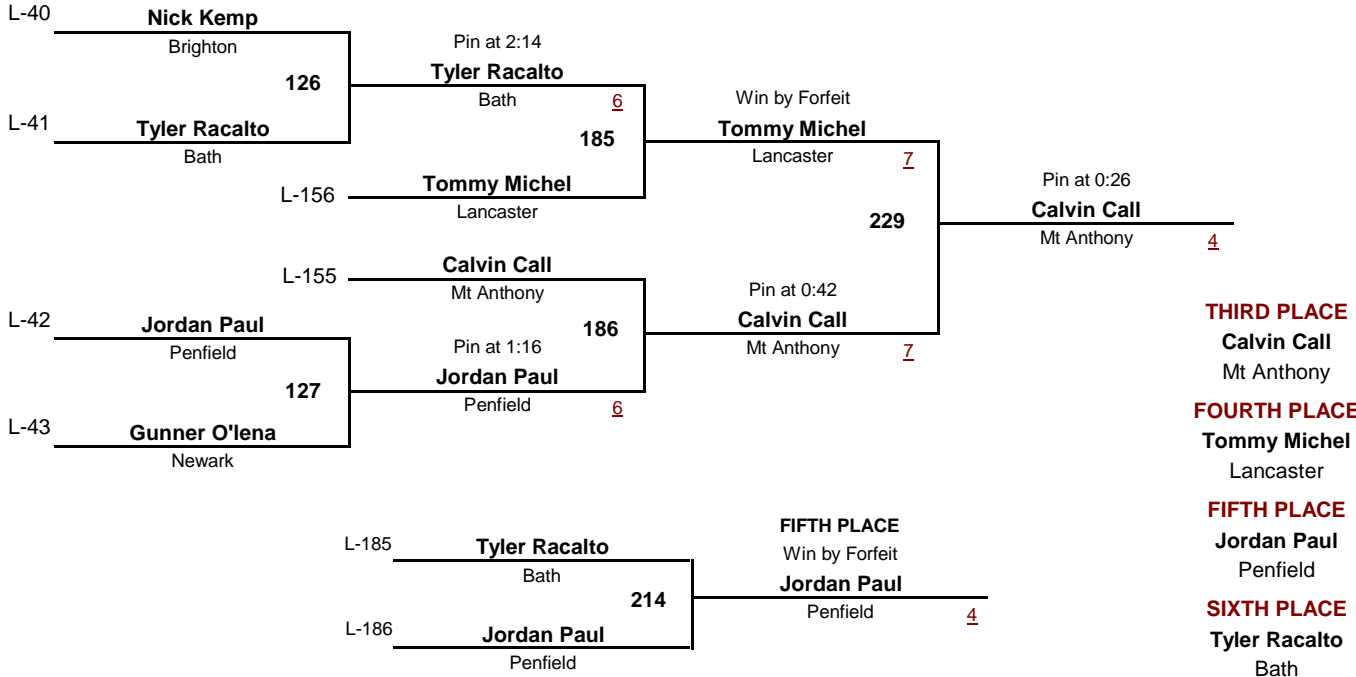 L-40
Nick Kemp
Brighton
126
L-41
Tyler Racalto
Bath
Pin at 2:14
Tyler Racalto
Bath
6
185
L-156
Tommy Michel
Lancaster
Win by Forfeit
Tommy Michel
Lancaster
7
229
Pin at 0:26
Calvin Call
Mt Anthony
4
L-155
Calvin Call
Mt Anthony
186
Pin at 0:42
Calvin Call
Mt Anthony
7
L-42
Jordan Paul
Penfield
127
Pin at 1:16
Jordan Paul
Penfield
6
L-43
Gunner O'lena
Newark
THIRD PLACE
Calvin Call
Mt Anthony
FOURTH PLACE
Tommy Michel
Lancaster
FIFTH PLACE
Jordan Paul
Penfield
SIXTH PLACE
Tyler Racalto
Bath
L-185
Tyler Racalto
Bath
214
L-186
Jordan Paul
Penfield
FIFTH PLACE
Win by Forfeit
Jordan Paul
Penfield
4